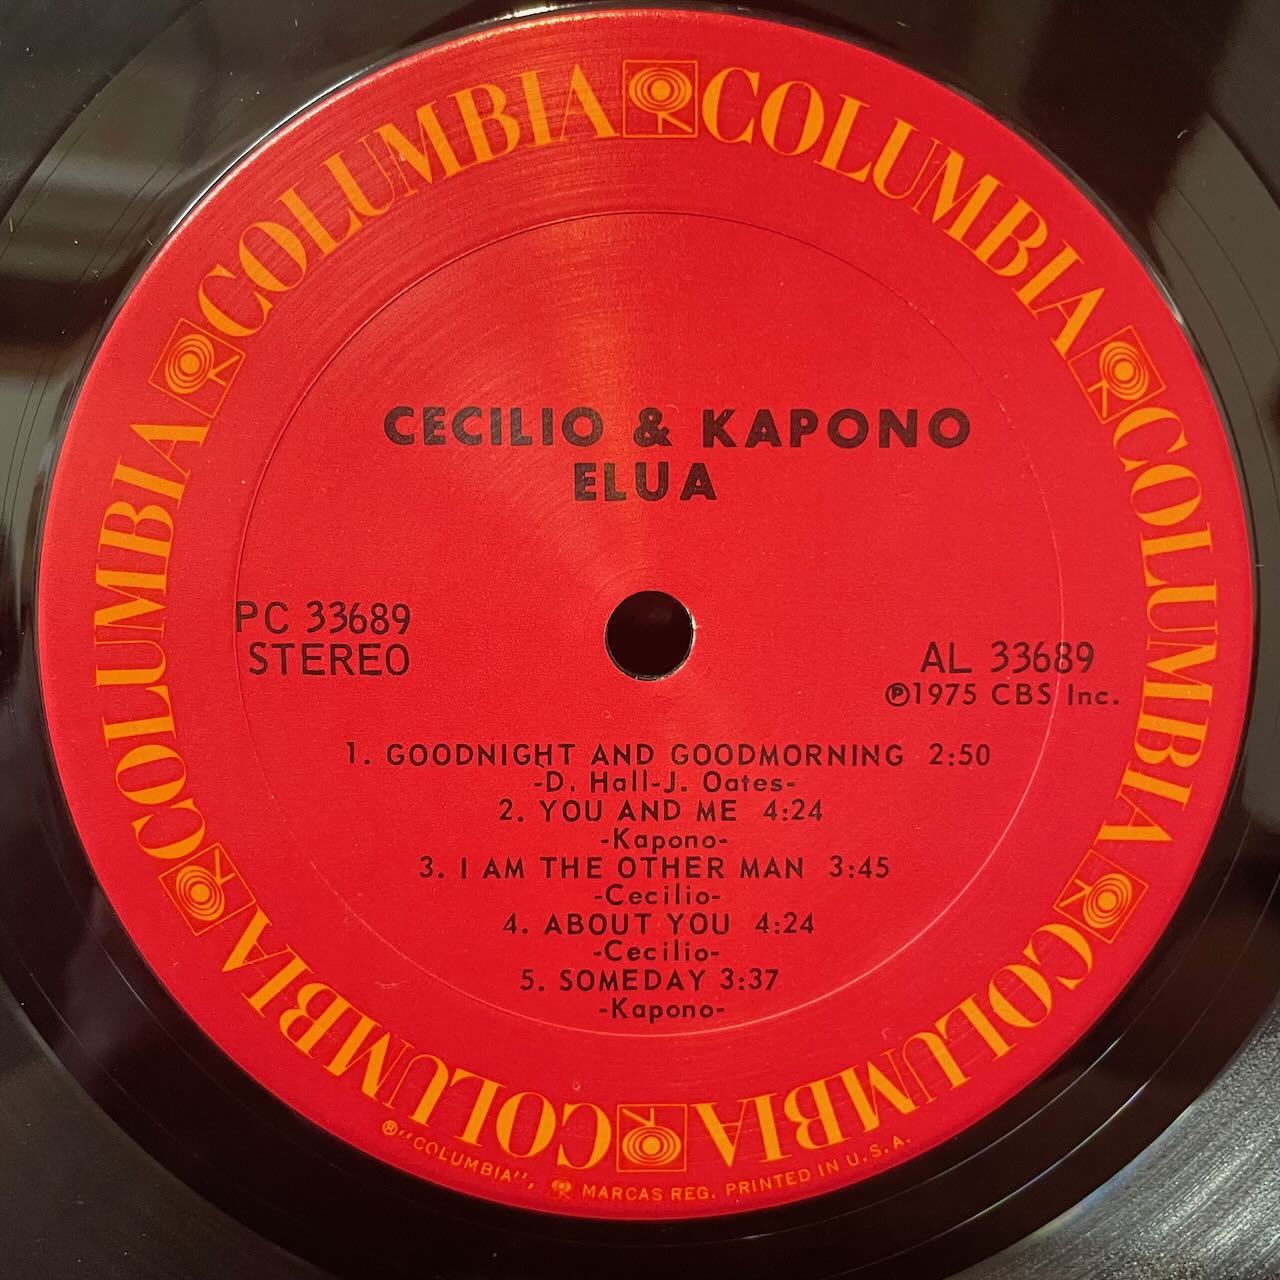 COLUMBIA COLUMBIA COLUMBIA COLUMBIA COLUMBIA COLUMBIA
CECILIO & KAPONO
ELUA
PC 33689
STEREO
AL 33689
℗1975 CBS Inc.
1. GOODNIGHT AND GOODMORNING 2:50
-D. Hall-J. Oates-
2. YOU AND ME 4:24
-Kapono-
3. I AM THE OTHER MAN 3:45
-Cecilio-
4. ABOUT YOU 4:24
-Cecilio-
5. SOMEDAY 3:37
-Kapono-
®"COLUMBIA", MARCAS REG. PRINTED IN U.S.A.